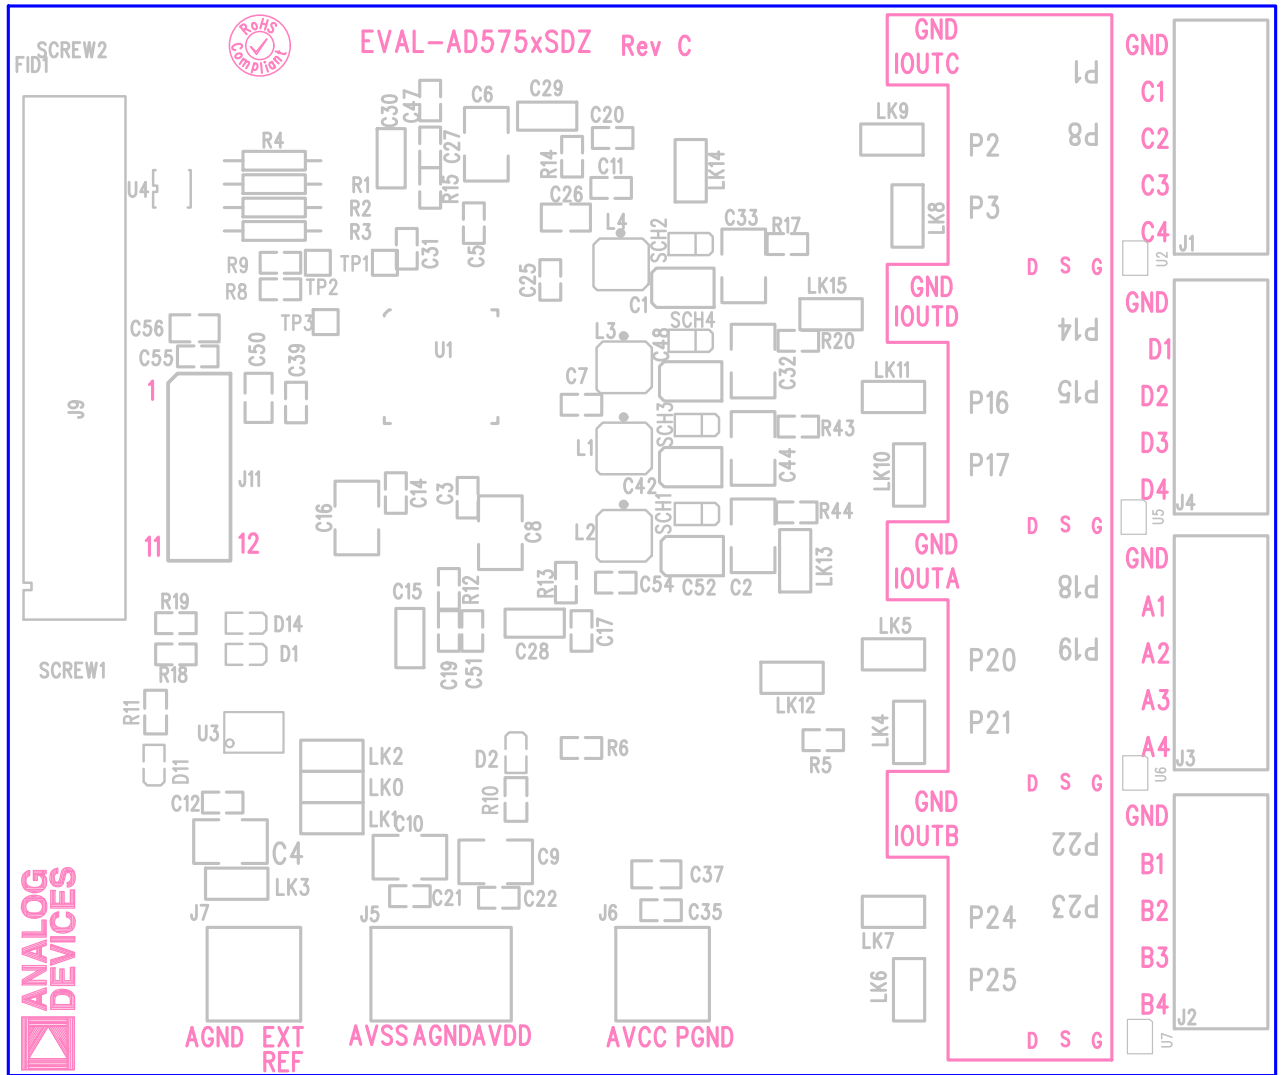 EVAL-AD575xSDZ Rev C
RoHS Compliant
SCREW2
FID1
C47
C6
C29
C30
C27
C20
R14
C11
R4
U4
R1
R15
R2
R3
C26
L4
LK14
C33
R17
SCH2
C31
C5
R9
TP1
TP2
R8
C25
C1
TP3
LK15
SCH4
C56
C55
C50
C39
U1
L3
C48
R20
C32
C7
1
J9
J11
11
12
SCH3
R43
L1
C42
C44
C14
C3
C16
C8
L2
SCH1
R44
LK13
R13
C54
C52
C2
R12
C15
R19
D14
R18
D1
C19
C51
C28
C17
SCREW1
LK12
R11
U3
D11
LK2
LK0
LK1
D2
R10
R6
R5
C12
C10
C4
C9
LK3
C21
C22
C37
C35
J7
J5
J6
ANALOG
DEVICES
AGND
EXT
REF
AVSS AGND AVDD
AVCC PGND
GND
IOUTC
P1
LK9
P2
P8
LK8
P3
GND
C1
C2
C3
C4
J1
U2
D S G
GND
IOUTD
P14
LK11
P16
P15
LK10
P17
GND
D1
D2
D3
D4
J4
U5
D S G
GND
IOUTA
P18
LK5
P20
P19
LK4
P21
GND
A1
A2
A3
A4
J3
U6
D S G
GND
IOUTB
P22
P23
P24
LK7
LK6
P25
GND
B1
B2
B3
B4
J2
U7
D S G